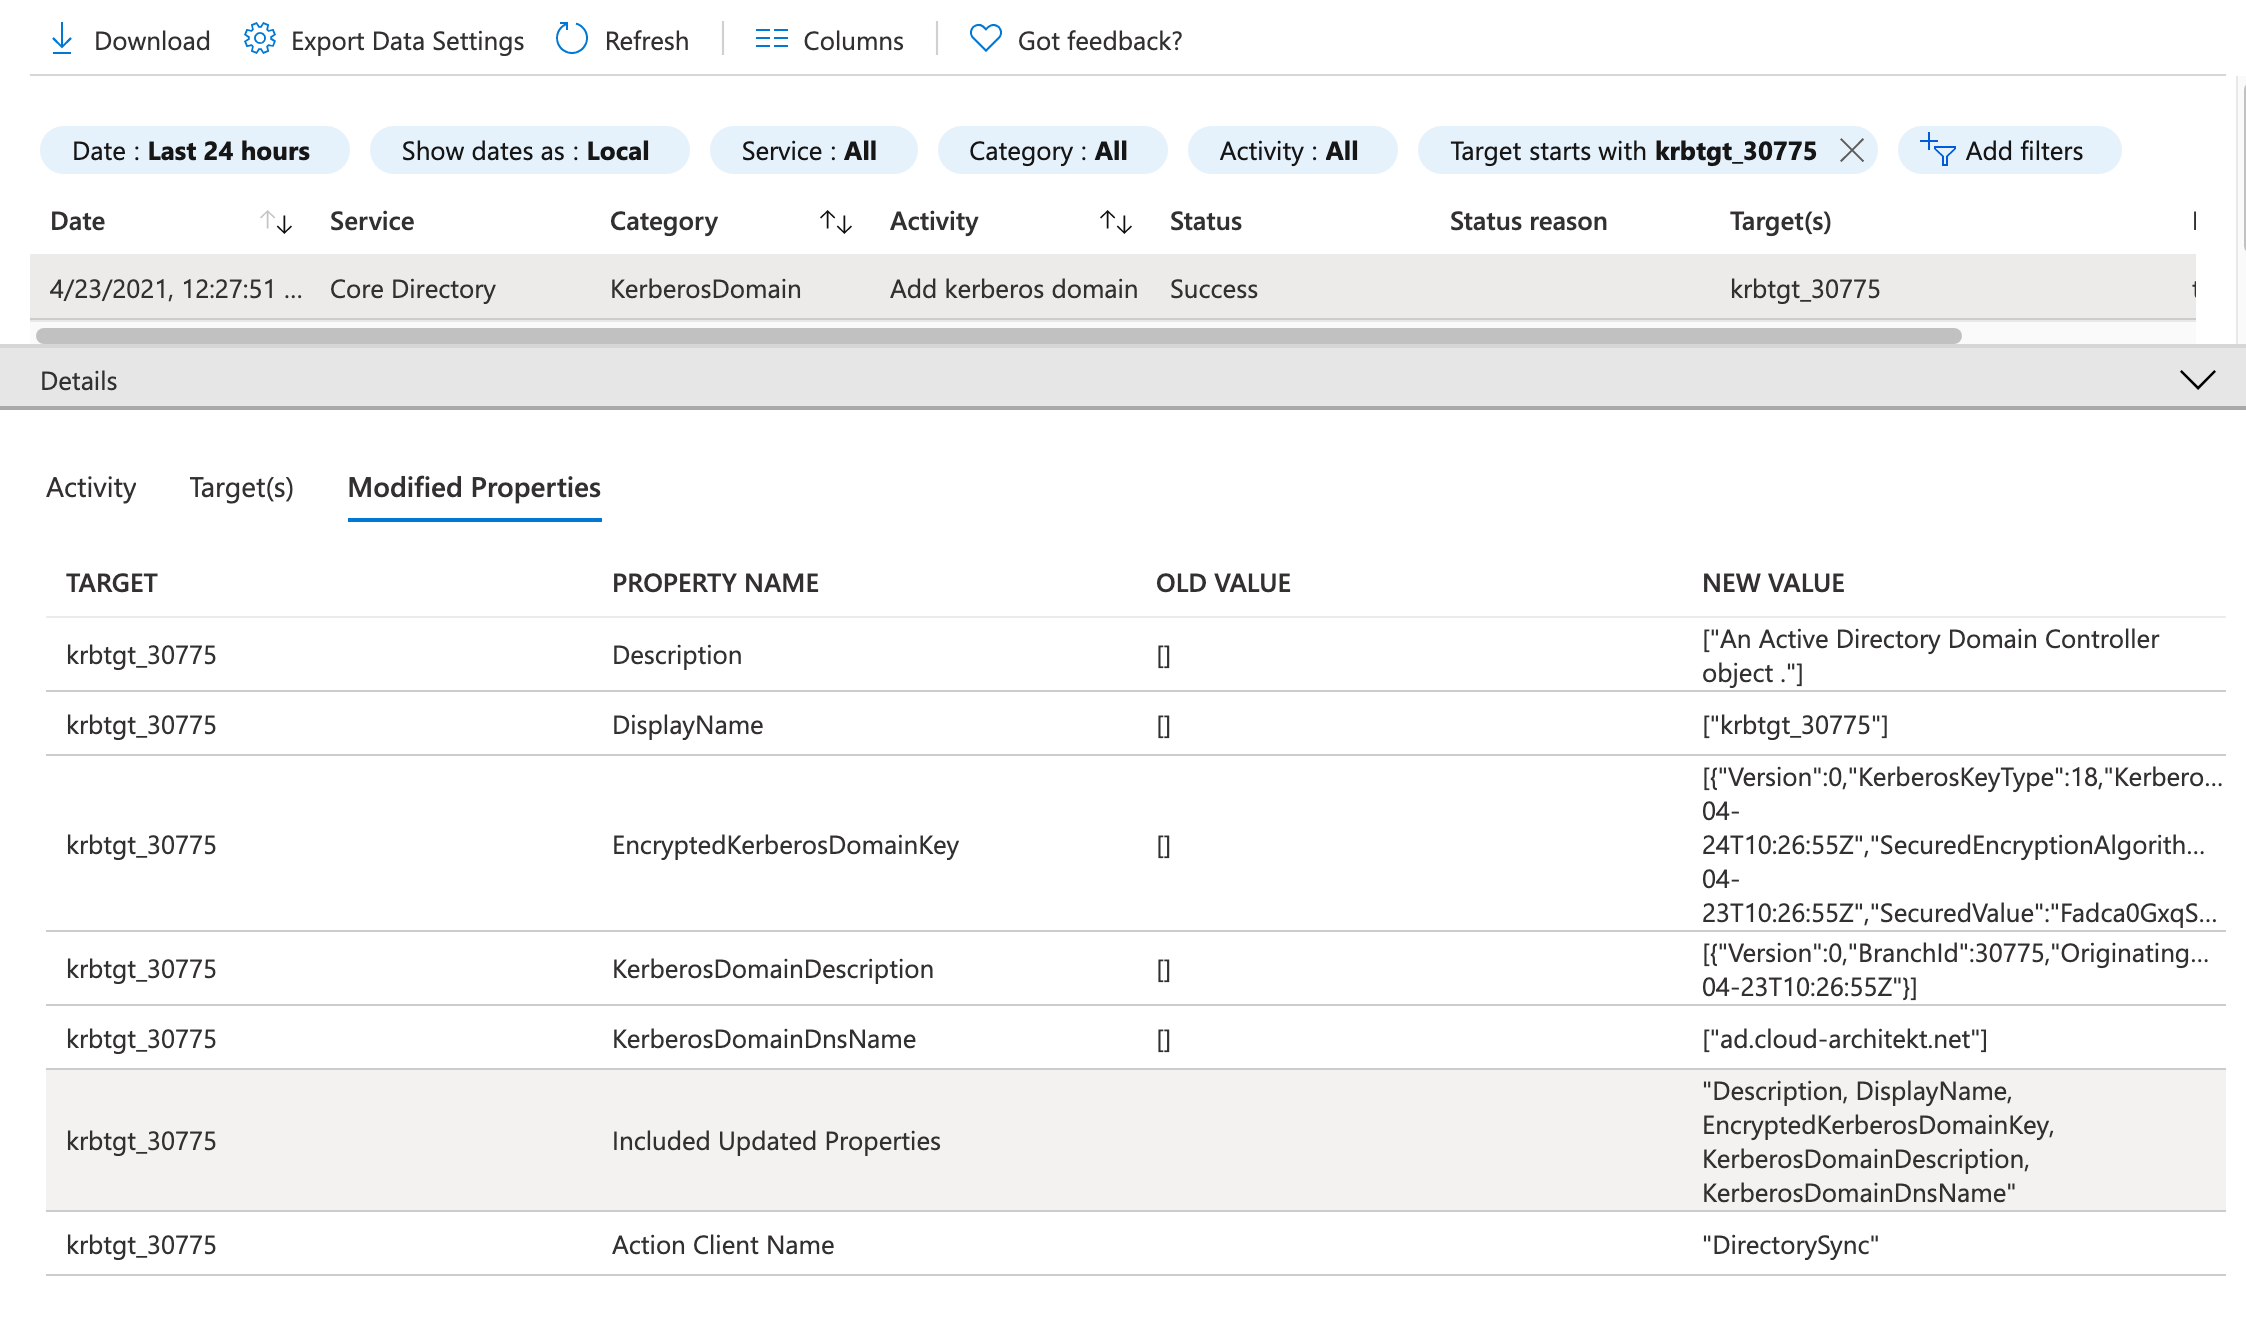 Download Export Data Settings Refresh Columns Got feedback?
Date : Last 24 hours Show dates as : Local Service : All Category : All Activity : All Target starts with krbtgt_30775 Add filters
Date Service Category Activity Status Status reason Target(s)
4/23/2021, 12:27:51 ... Core Directory KerberosDomain Add kerberos domain Success krbtgt_30775
Details
Activity Target(s) Modified Properties
TARGET PROPERTY NAME OLD VALUE NEW VALUE
krbtgt_30775 Description [] ["An Active Directory Domain Controller
object ."]
krbtgt_30775 DisplayName [] ["krbtgt_30775"]
krbtgt_30775 EncryptedKerberosDomainKey [] [{"Version":0,"KerberosKeyType":18,"Kerbero...
04-
24T10:26:55Z","SecuredEncryptionAlgorith...
04-
23T10:26:55Z","SecuredValue":"Fadca0GxqS...
krbtgt_30775 KerberosDomainDescription [] [{"Version":0,"BranchId":30775,"Originating...
04-23T10:26:55Z"}]
krbtgt_30775 KerberosDomainDnsName [] ["ad.cloud-architekt.net"]
krbtgt_30775 Included Updated Properties "Description, DisplayName,
EncryptedKerberosDomainKey,
KerberosDomainDescription,
KerberosDomainDnsName"
krbtgt_30775 Action Client Name "DirectorySync"